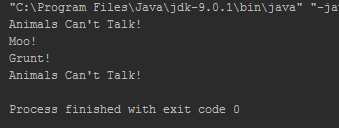 "C:\Program Files\Java\jdk-9.0.1\bin\java" "-ja
Animals Can't Talk!
Moo!
Grunt!
Animals Can't Talk!
Process finished with exit code 0